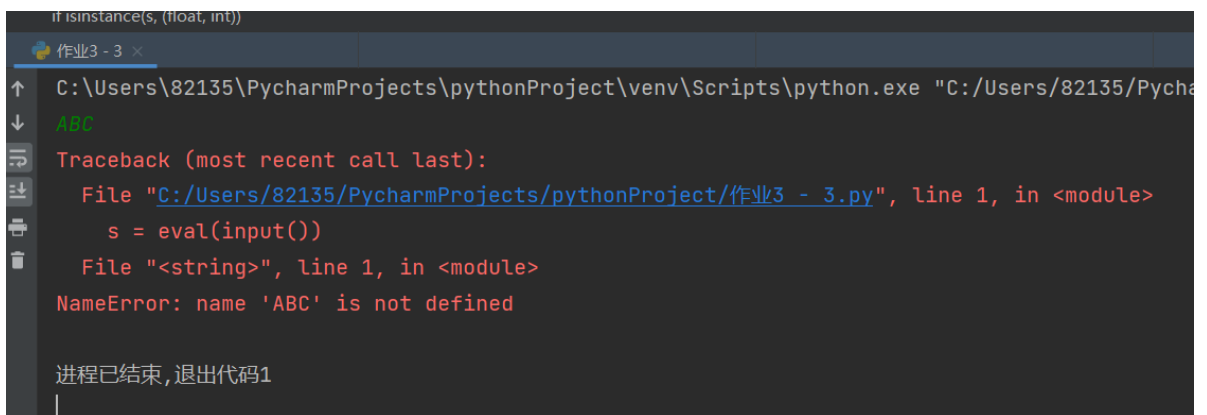 if isinstance(s, (float, int))
作业3 - 3 ×
C:\Users\82135\PycharmProjects\pythonProject\venv\Scripts\python.exe "C:/Users/82135/Pycha
ABC
Traceback (most recent call last):
File "C:/Users/82135/PycharmProjects/pythonProject/作业3 - 3.py", line 1, in <module>
s = eval(input())
File "<string>", line 1, in <module>
NameError: name 'ABC' is not defined
进程已结束,退出代码1